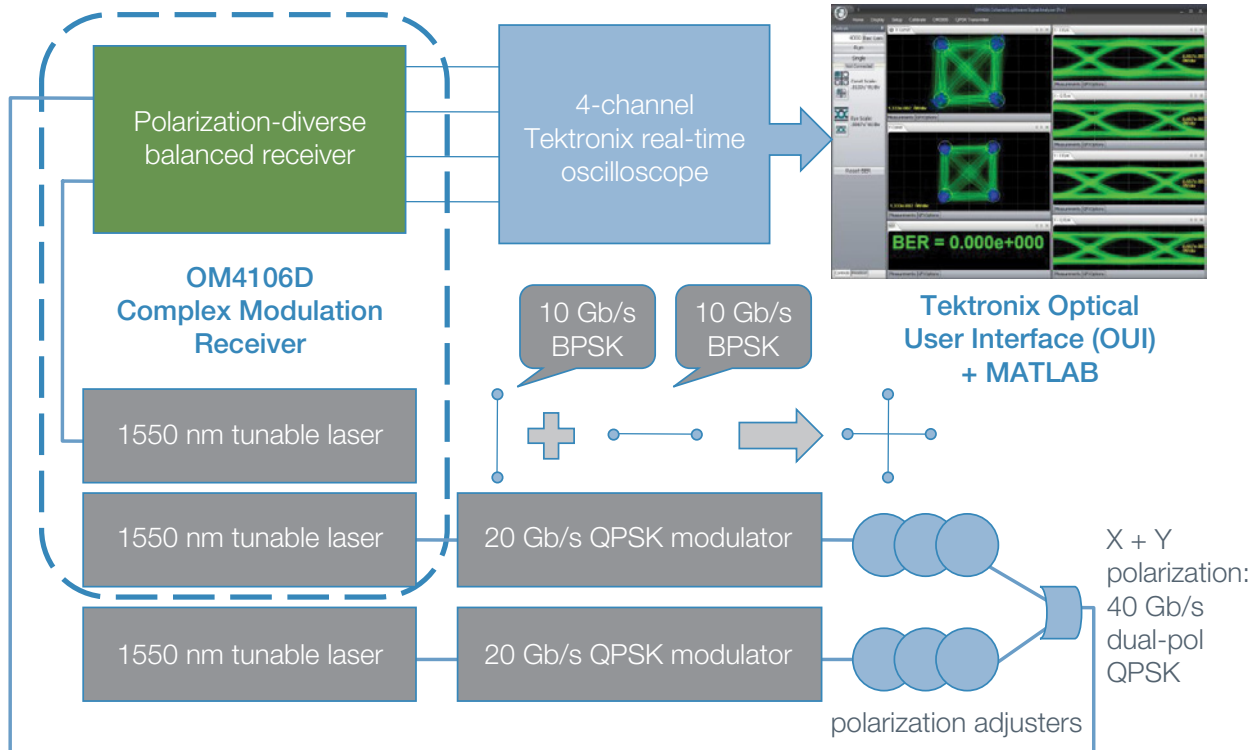 Polarization-diverse
balanced receiver
4-channel
Tektronix real-time
oscilloscope
BER = 0.000e+000
OM4106D
Complex Modulation
Receiver
Tektronix Optical
User Interface (OUI)
+ MATLAB
10 Gb/s
BPSK
10 Gb/s
BPSK
1550 nm tunable laser
1550 nm tunable laser
20 Gb/s QPSK modulator
1550 nm tunable laser
20 Gb/s QPSK modulator
X + Y
polarization:
40 Gb/s
dual-pol
QPSK
polarization adjusters